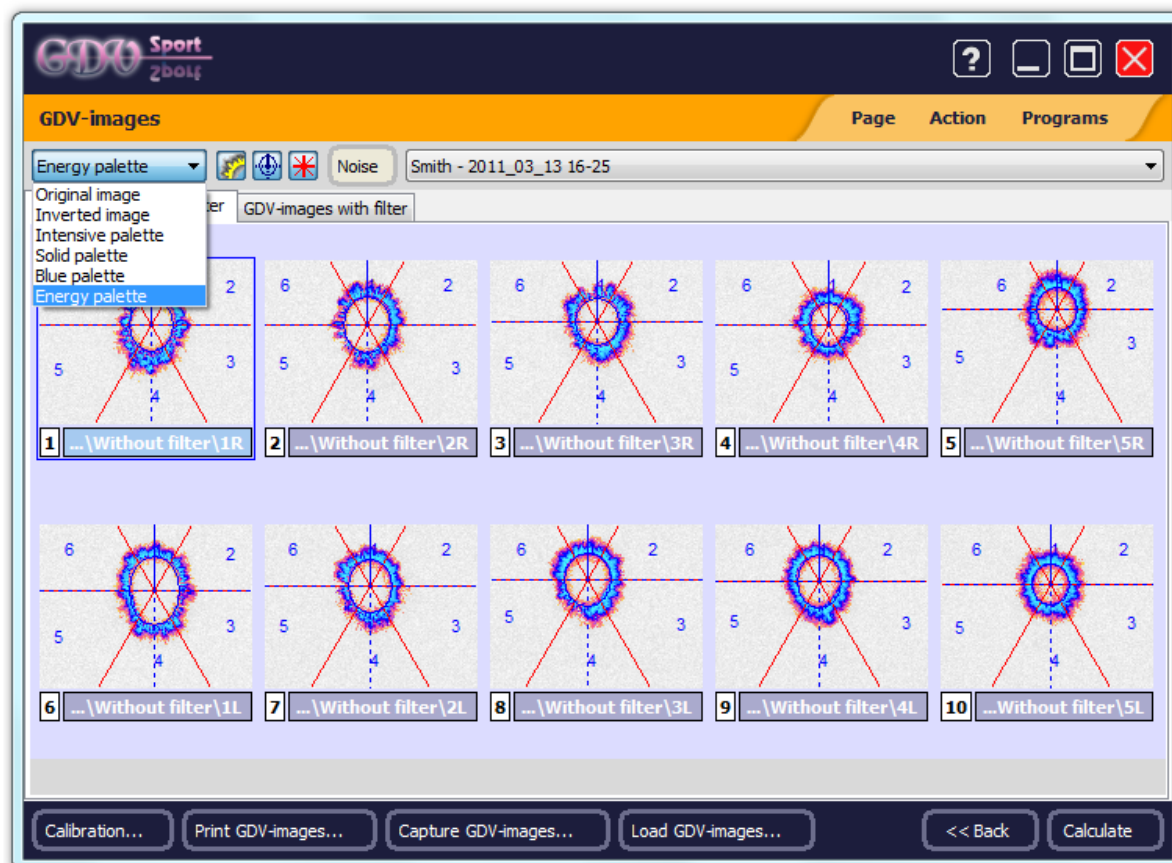 GDV Sport
?
GDV-images
Page Action Programs
Energy palette
Noise
Smith - 2011_03_13 16-25
Original image
Inverted image
Intensive palette
Solid palette
Blue palette
Energy palette
GDV-images with filter
2 3 4 5
6 1 2 3 4 5
6 1 2 3 4 5
6 1 2 3 4 5
6 2 3 4 5
1 ...\Without filter\1R
2 ...\Without filter\2R
3 ...\Without filter\3R
4 ...\Without filter\4R
5 ...\Without filter\5R
6 2 3 4 5
6 1 2 3 4 5
6 2 3 4 5
6 1 2 3 4 5
6 1 2 3 4 5
6 ...\Without filter\1L
7 ...\Without filter\2L
8 ...\Without filter\3L
9 ...\Without filter\4L
10 ...Without filter\5L
Calibration...
Print GDV-images...
Capture GDV-images...
Load GDV-images...
<< Back
Calculate